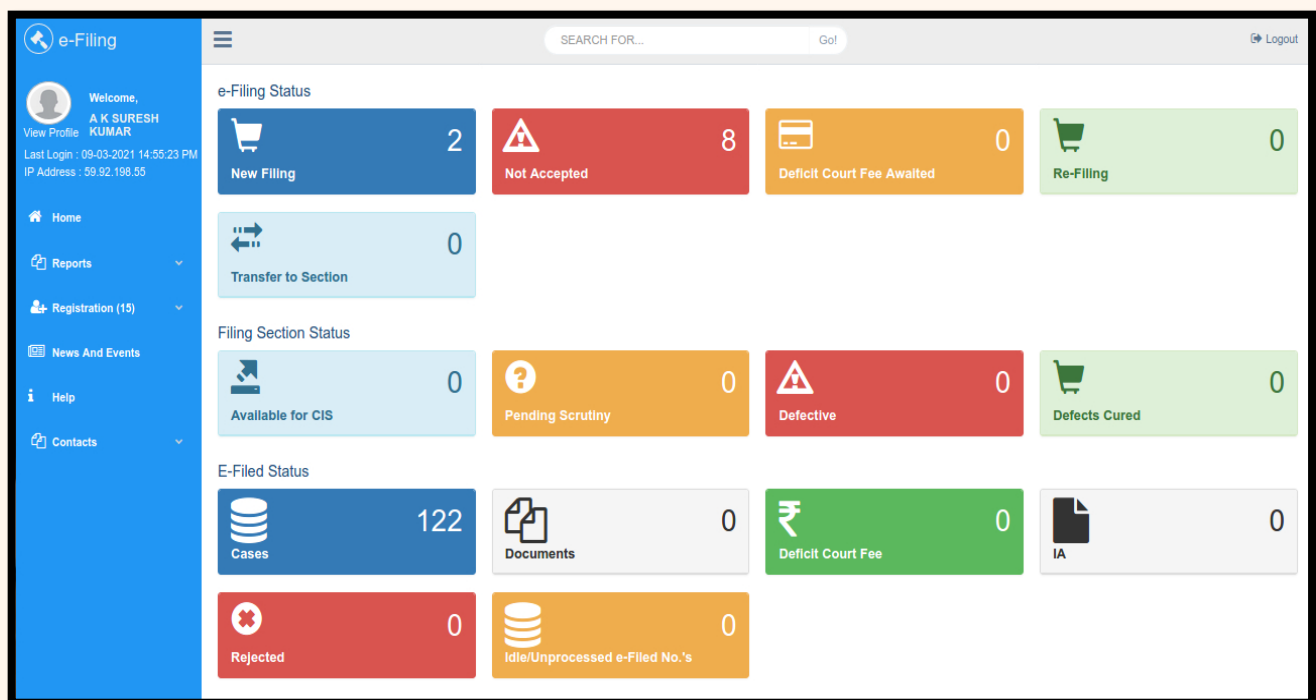 e-Filing
SEARCH FOR...
Go!
Logout
Welcome,
A K SURESH
KUMAR
View Profile
Last Login : 09-03-2021 14:55:23 PM
IP Address : 59.92.198.55
Home
Reports
Registration (15)
News And Events
Help
Contacts
e-Filing Status
2
New Filing
8
Not Accepted
0
Deficit Court Fee Awaited
0
Re-Filing
0
Transfer to Section
Filing Section Status
0
Available for CIS
0
Pending Scrutiny
0
Defective
0
Defects Cured
E-Filed Status
122
Cases
0
Documents
0
Deficit Court Fee
0
IA
0
Rejected
0
Idle/Unprocessed e-Filed No.'s